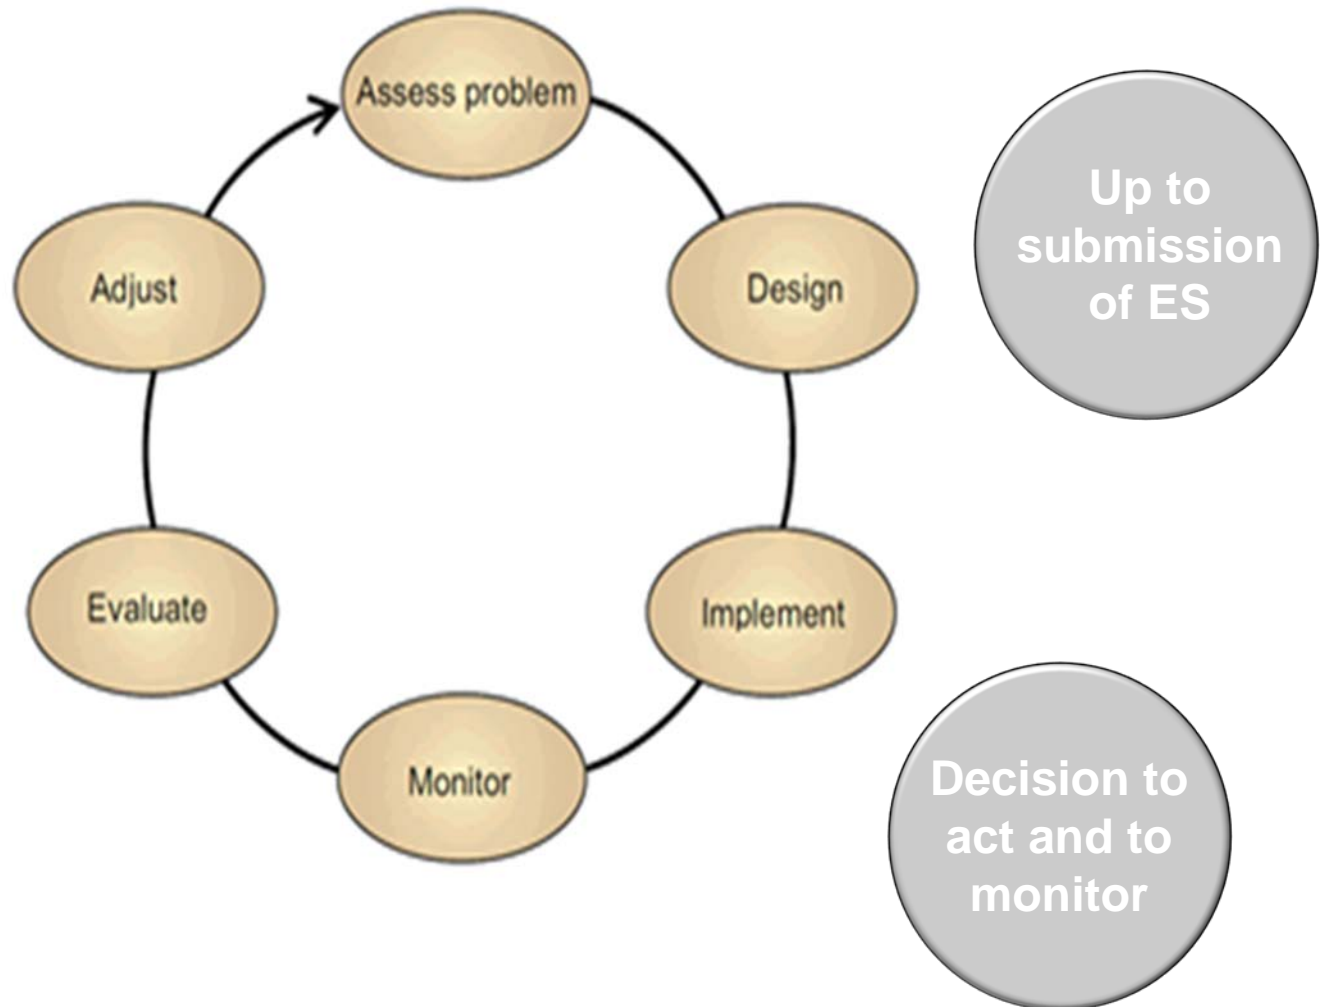 Assess problem
Up to
submission
of ES
Adjust
Design
Evaluate
Implement
Monitor
Decision to
act and to
monitor